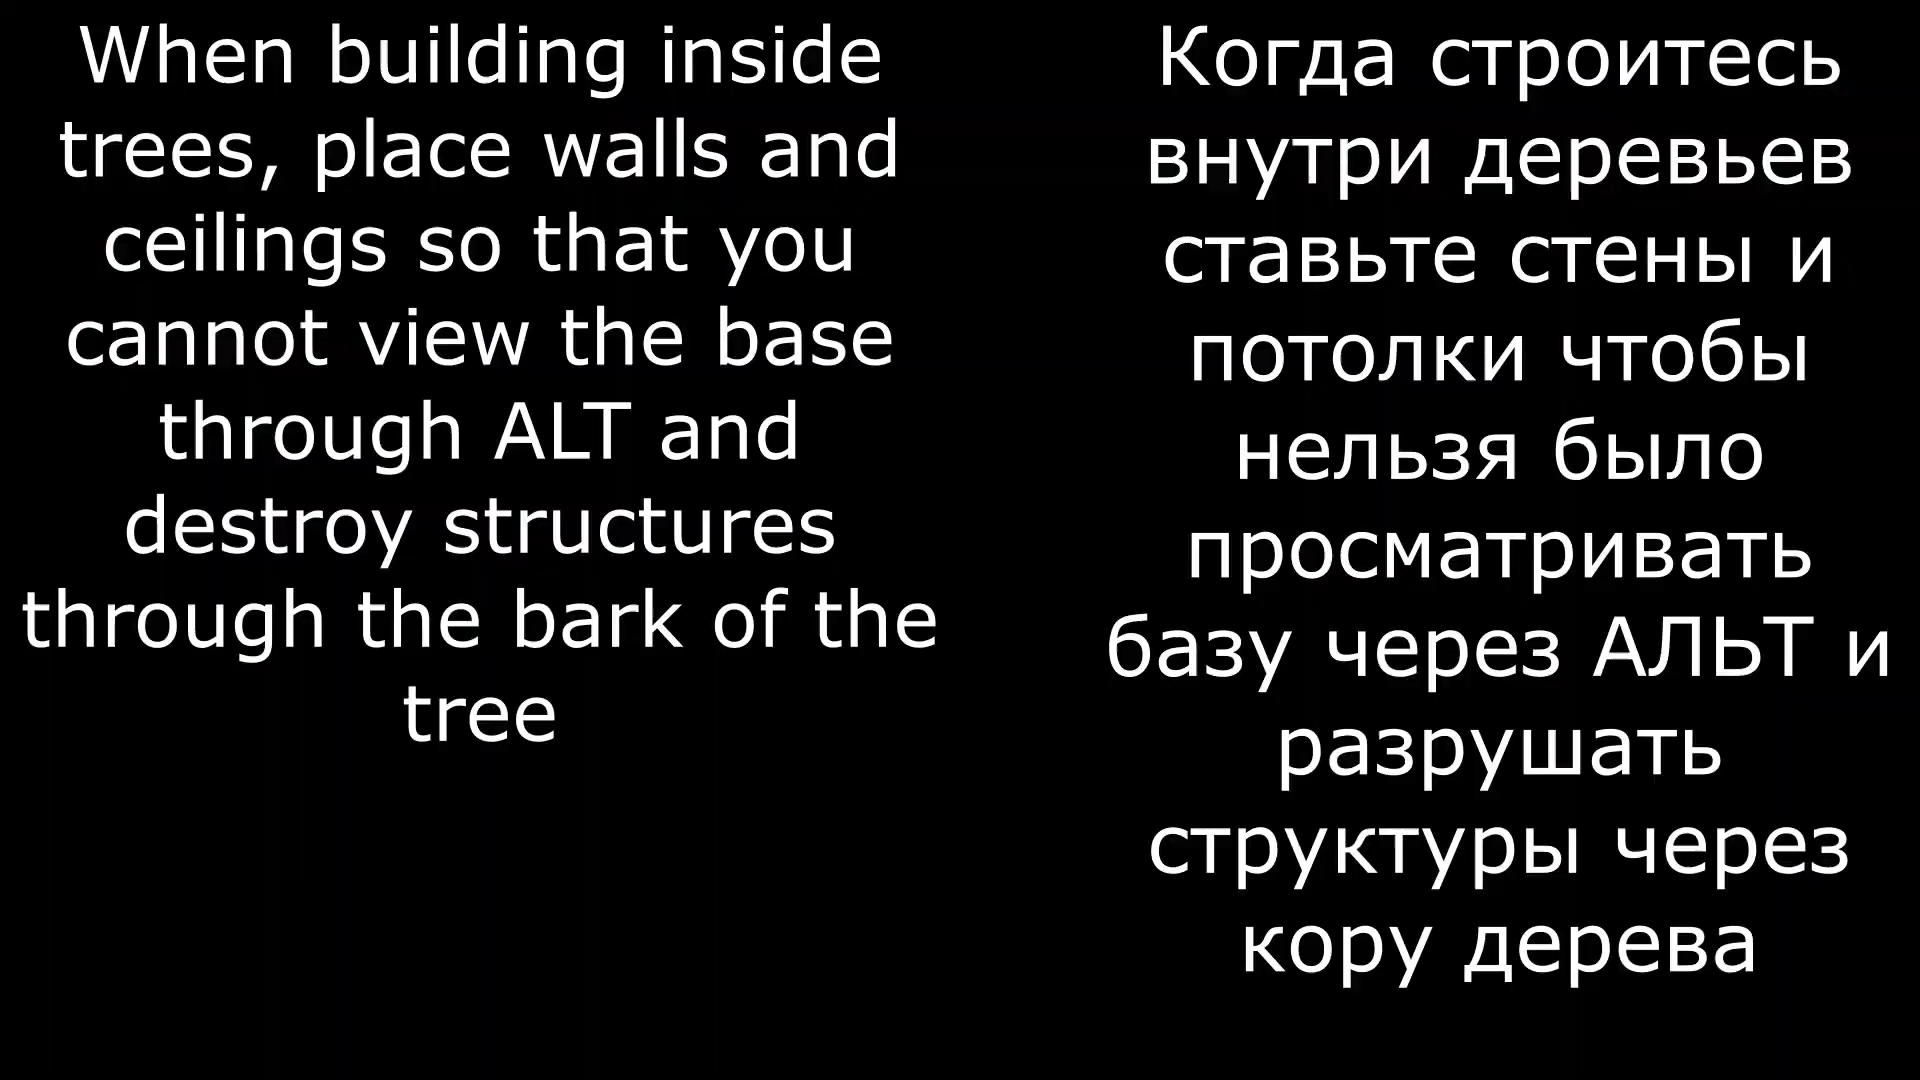 When building inside
trees, place walls and
ceilings so that you
cannot view the base
through ALT and
destroy structures
through the bark of the
tree
Когда строитесь
внутри деревьев
ставьте стены и
потолки чтобы
нельзя было
просматривать
базу через АЛЬТ и
разрушать
структуры через
кору дерева